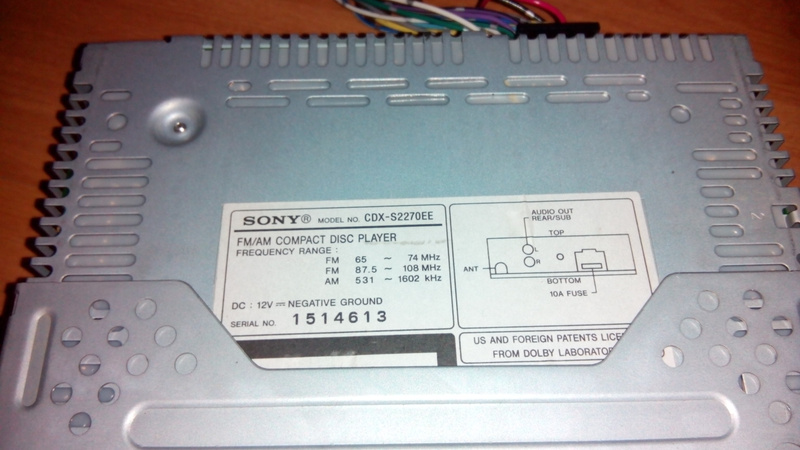 SONY® MODEL NO. CDX-S2270EE
FM/AM COMPACT DISC PLAYER
FREQUENCY RANGE :
FM 65 ~ 74 MHz
FM 87.5 ~ 108 MHz
AM 531 ~ 1602 kHz
DC : 12V⎓ NEGATIVE GROUND
SERIAL NO. 1514613
AUDIO OUT
REAR/SUB
TOP
L
R
ANT
BOTTOM
10A FUSE
US AND FOREIGN PATENTS LICE
FROM DOLBY LABORATO